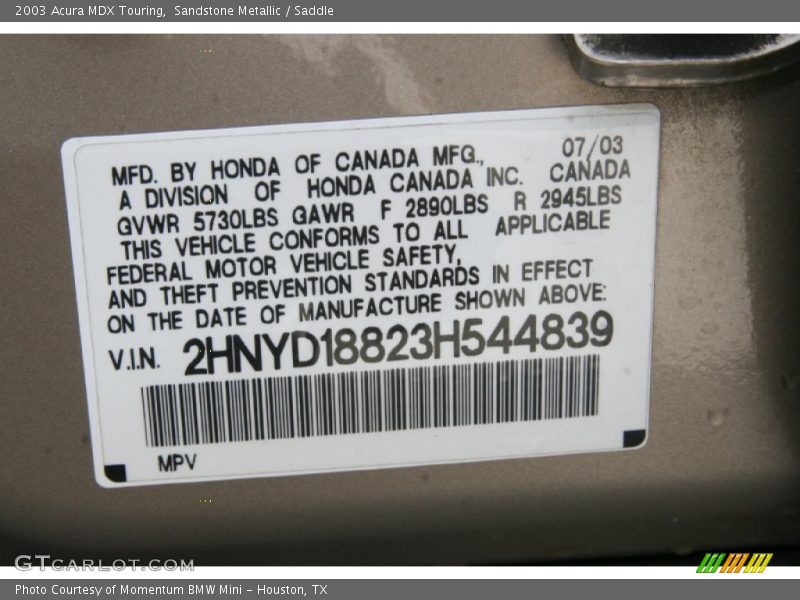 2003 Acura MDX Touring,  Sandstone Metallic / Saddle
MFD. BY HONDA OF CANADA MFG., 07/03
A DIVISION OF HONDA CANADA INC. CANADA
GVWR 5730LBS GAWR F 2890LBS R 2945LBS
THIS VEHICLE CONFORMS TO ALL APPLICABLE
FEDERAL MOTOR VEHICLE SAFETY,
AND THEFT PREVENTION STANDARDS IN EFFECT
ON THE DATE OF MANUFACTURE SHOWN ABOVE:
V.I.N. 2HNYD18823H544839
MPV
GTCARLOT.COM
Photo Courtesy of Momentum BMW Mini - Houston, TX